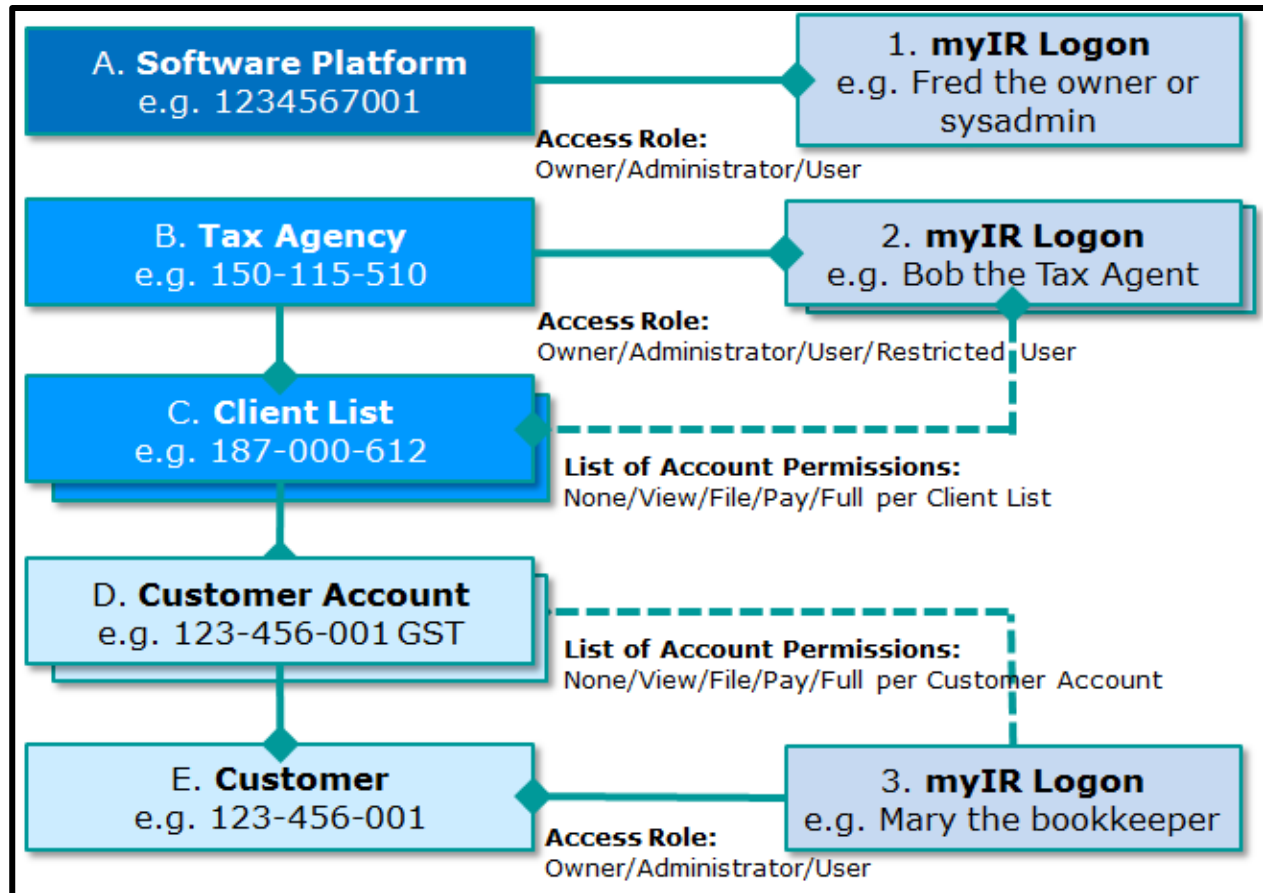 A. Software Platform
e.g. 1234567001
1. myIR Logon
e.g. Fred the owner or
sysadmin
Access Role:
Owner/Administrator/User
B. Tax Agency
e.g. 150-115-510
2. myIR Logon
e.g. Bob the Tax Agent
Access Role:
Owner/Administrator/User/Restricted User
C. Client List
e.g. 187-000-612
List of Account Permissions:
None/View/File/Pay/Full per Client List
D. Customer Account
e.g. 123-456-001 GST
List of Account Permissions:
None/View/File/Pay/Full per Customer Account
E. Customer
e.g. 123-456-001
3. myIR Logon
e.g. Mary the bookkeeper
Access Role:
Owner/Administrator/User